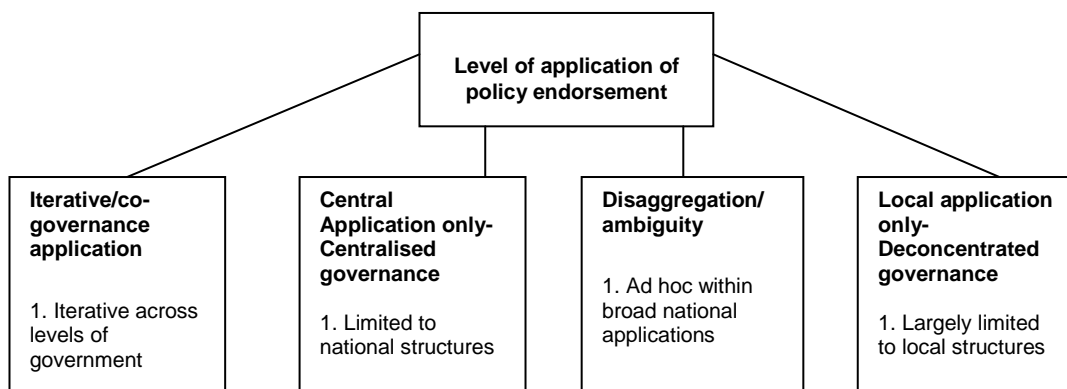 Level of application of
policy endorsement
Iterative/co-
governance
application
1. Iterative across
levels of
government
Central
Application only-
Centralised
governance
1. Limited to
national structures
Disaggregation/
ambiguity
1. Ad hoc within
broad national
applications
Local application
only-
Deconcentrated
governance
1. Largely limited
to local structures